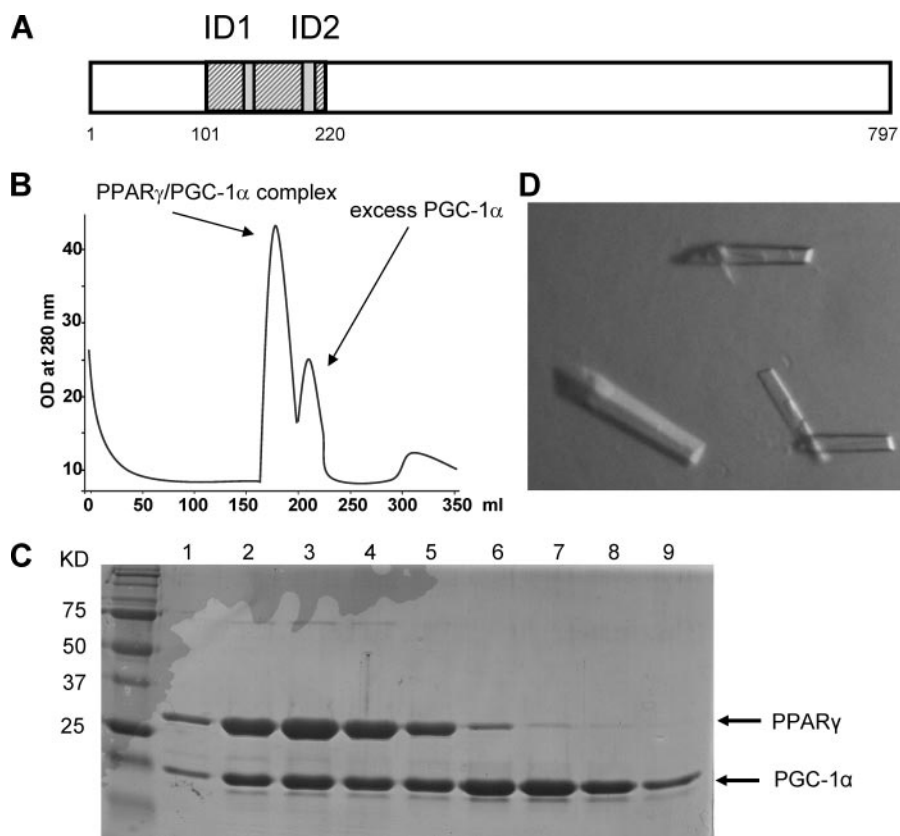 A
ID1 ID2
1 101 220 797
B
PPARγ/PGC-1α complex
excess PGC-1α
OD at 280 nm
40
30
20
10
0 50 100 150 200 250 300 350 ml
D
C
KD 1 2 3 4 5 6 7 8 9
75
50
37
25
PPARγ
PGC-1α